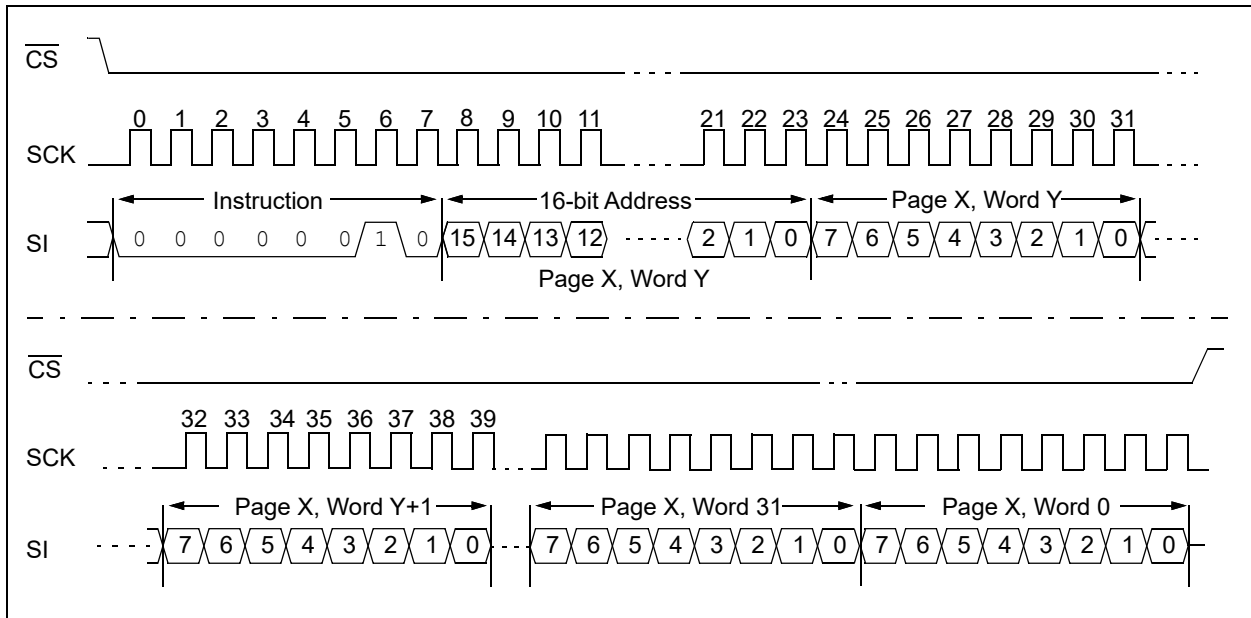 CS
0 1 2 3 4 5 6 7 8 9 10 11 21 22 23 24 25 26 27 28 29 30 31
SCK
Instruction 16-bit Address Page X, Word Y
SI 0 0 0 0 0 0 1 0 15 14 13 12 2 1 0 7 6 5 4 3 2 1 0
Page X, Word Y
CS
32 33 34 35 36 37 38 39
SCK
Page X, Word Y+1 Page X, Word 31 Page X, Word 0
SI 7 6 5 4 3 2 1 0 7 6 5 4 3 2 1 0 7 6 5 4 3 2 1 0